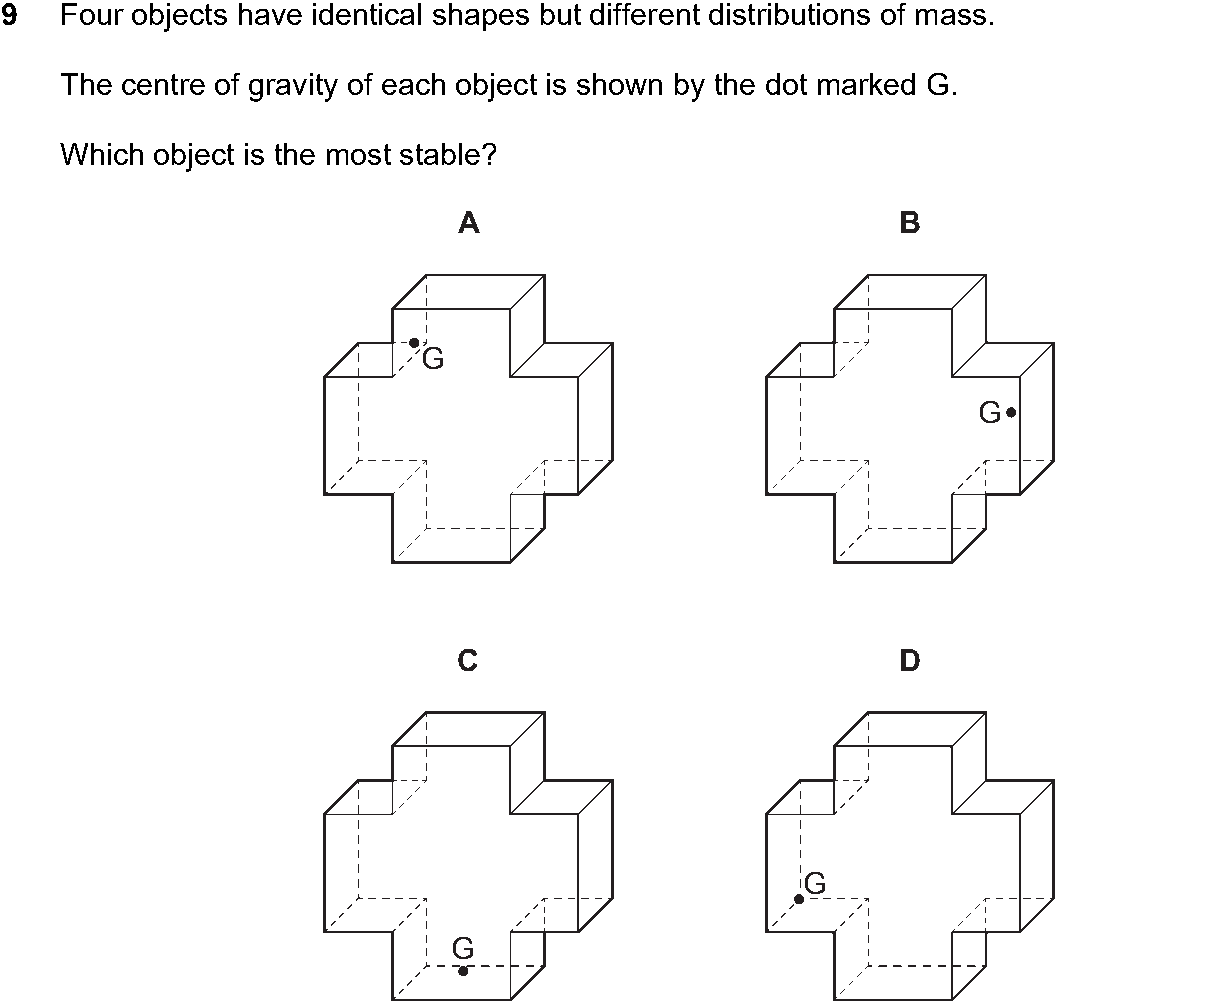 9 Four objects have identical shapes but different distributions of mass.
The centre of gravity of each object is shown by the dot marked G.
Which object is the most stable?
A B
G
G
C D
G
G